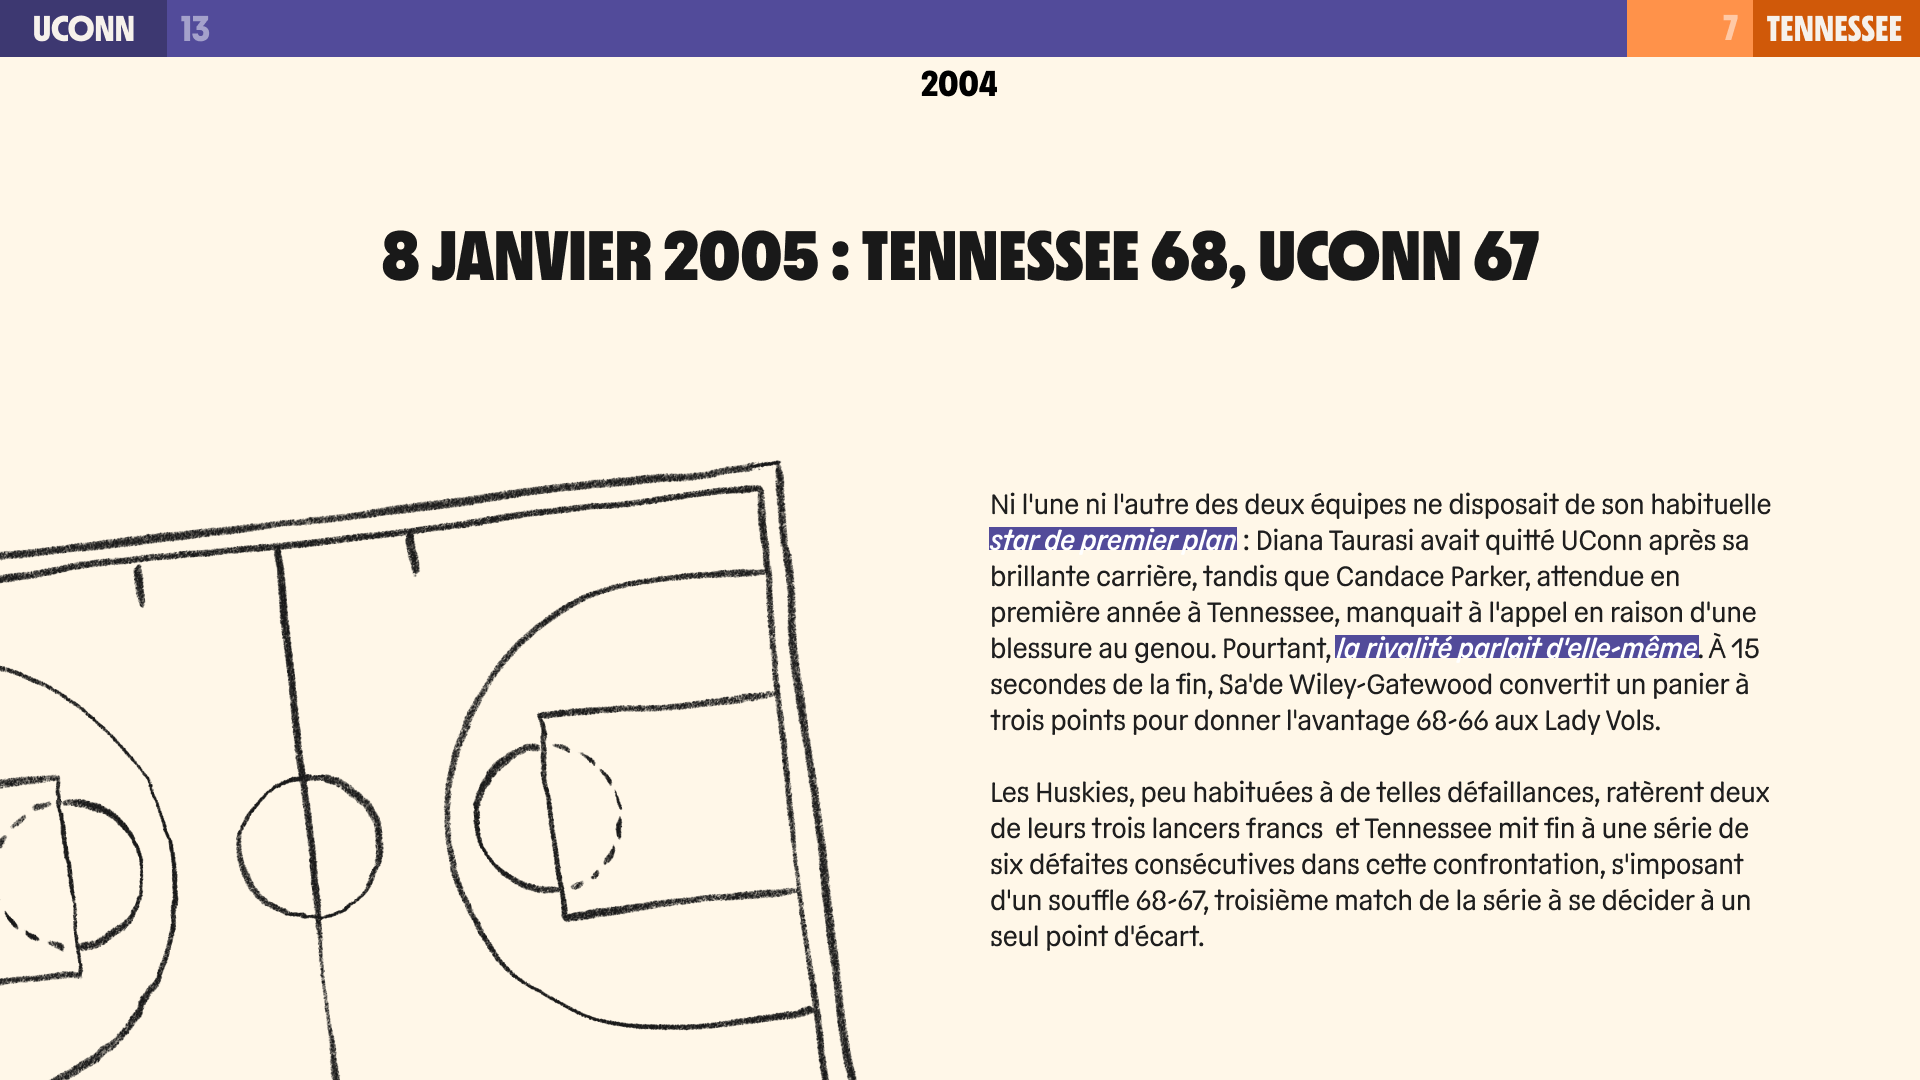 UCONN 13 7 TENNESSEE
2004
8 JANVIER 2005 : TENNESSEE 68, UCONN 67
Ni l'une ni l'autre des deux équipes ne disposait de son habituelle
star de premier plan : Diana Taurasi avait quitté UConn après sa
brillante carrière, tandis que Candace Parker, attendue en
première année à Tennessee, manquait à l'appel en raison d'une
blessure au genou. Pourtant, la rivalité parlait d'elle-même. À 15
secondes de la fin, Sa'de Wiley-Gatewood convertit un panier à
trois points pour donner l'avantage 68-66 aux Lady Vols.
Les Huskies, peu habituées à de telles défaillances, ratèrent deux
de leurs trois lancers francs  et Tennessee mit fin à une série de
six défaites consécutives dans cette confrontation, s'imposant
d'un souffle 68-67, troisième match de la série à se décider à un
seul point d'écart.